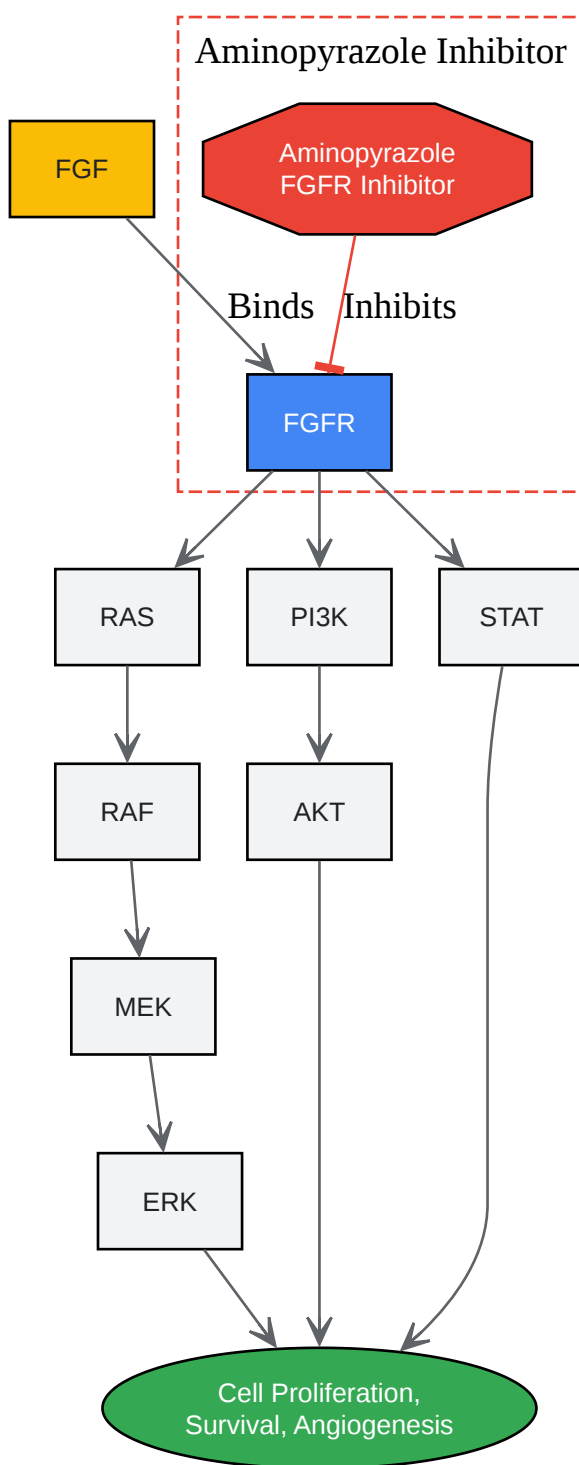 Aminopyrazole Inhibitor
FGF
Aminopyrazole
FGFR Inhibitor
Binds
Inhibits
FGFR
RAS
PI3K
STAT
RAF
AKT
MEK
ERK
Cell Proliferation,
Survival, Angiogenesis